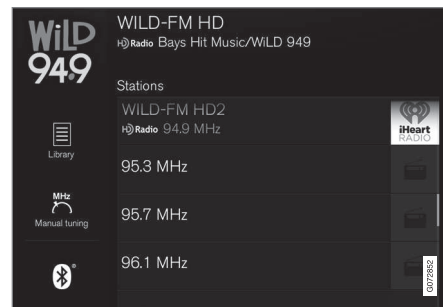 WiLD
94.9
WILD-FM HD
HD Radio Bays Hit Music/WiLD 949
Stations
WILD-FM HD2
HD Radio 94.9 MHz
iHeart
RADIO
Library
95.3 MHz
MHz
Manual tuning
95.7 MHz
96.1 MHz
G072852